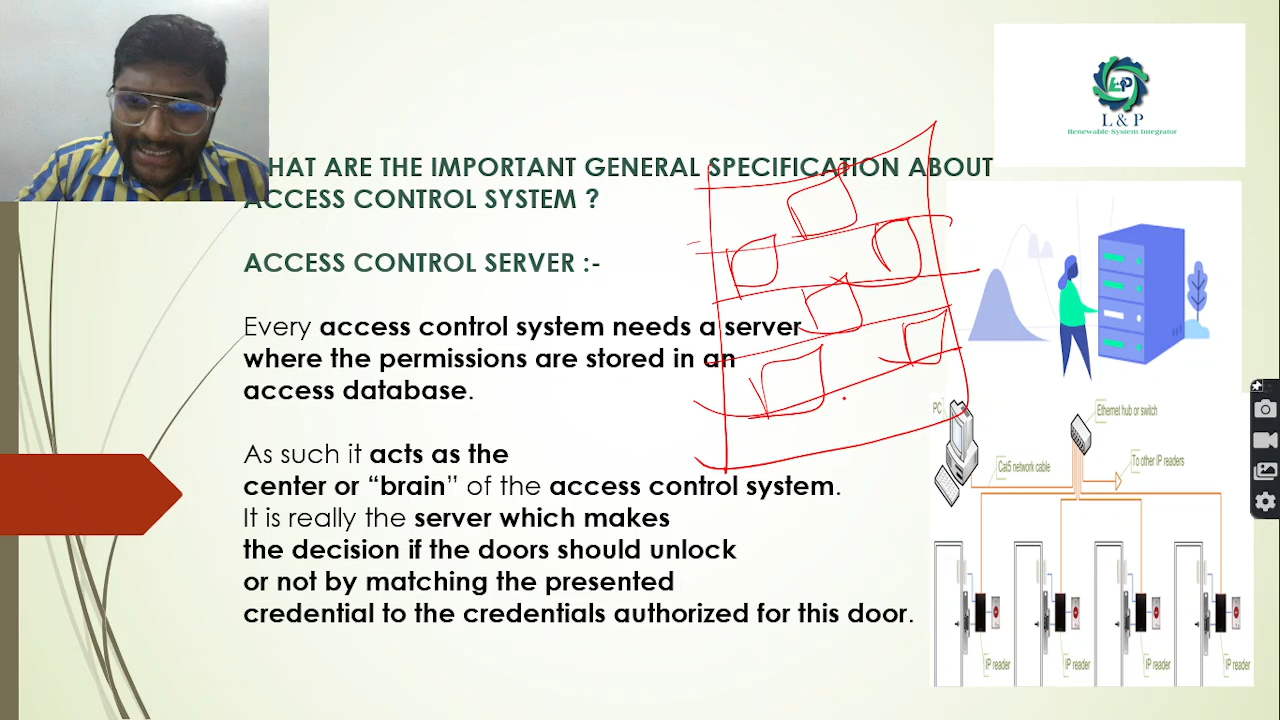 L & P
Renewable System Integrator
HAT ARE THE IMPORTANT GENERAL SPECIFICATION ABOUT
ACCESS CONTROL SYSTEM ?
ACCESS CONTROL SERVER :-
Every access control system needs a server
where the permissions are stored in an
access database.
As such it acts as the
center or “brain” of the access control system.
It is really the server which makes
the decision if the doors should unlock
or not by matching the presented
credential to the credentials authorized for this door.
PC
Ethernet hub or switch
Cat5 network cable
To other IP readers
IP reader
IP reader
IP reader
IP reader